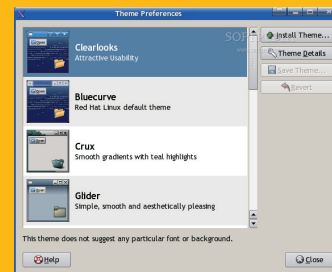 Theme Preferences
Clearlooks
Attractive Usability
Bluecurve
Red Hat Linux default theme
Crux
Smooth gradients with teal highlights
Glider
Simple, smooth and aesthetically pleasing
Install Theme...
Theme Details
Save Theme...
Revert
This theme does not suggest any particular font or background.
Help
Close